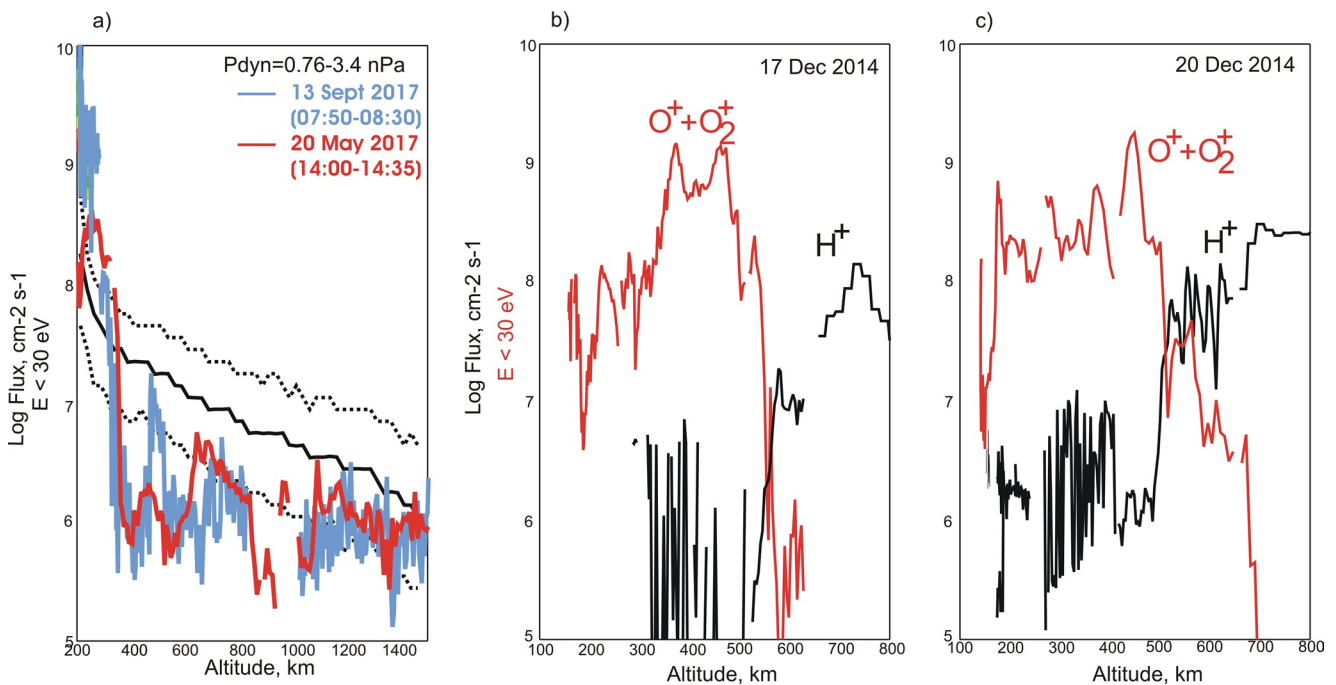 a)
Pdyn=0.76-3.4 nPa
13 Sept 2017
(07:50-08:30)
20 May 2017
(14:00-14:35)
Log Flux, cm-2 s-1
E < 30 eV
10
9
8
7
6
5
200 400 600 800 1000 1200 1400
Altitude, km
b)
17 Dec 2014
O⁺+O₂⁺
H⁺
Log Flux, cm-2 s-1
E < 30 eV
10
9
8
7
6
5
100 200 300 400 500 600 700 800
Altitude, km
c)
20 Dec 2014
O⁺+O₂⁺
H⁺
10
9
8
7
6
5
100 200 300 400 500 600 700 800
Altitude, km